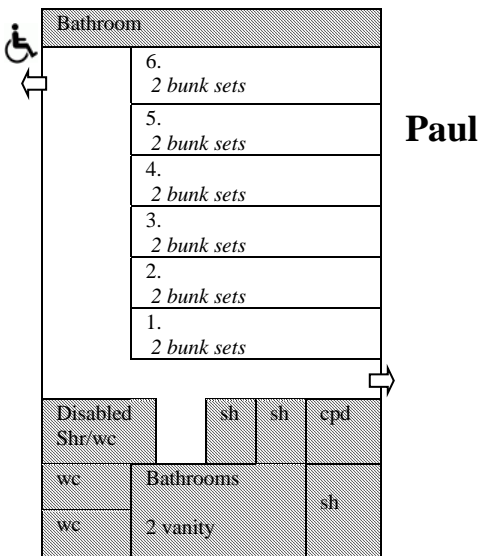 Bathroom
6.
2 bunk sets
Paul
5.
2 bunk sets
4.
2 bunk sets
3.
2 bunk sets
2.
2 bunk sets
1.
2 bunk sets
Disabled
Shr/wc
sh
sh
cpd
wc
Bathrooms
sh
wc
2 vanity